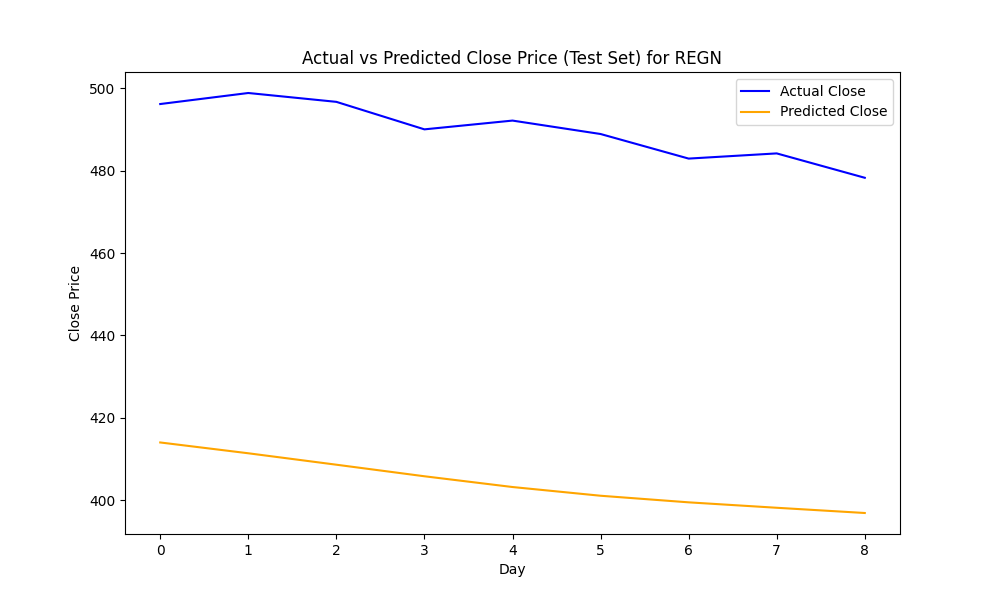 Actual vs Predicted Close Price (Test Set) for REGN
Actual Close
Predicted Close
Close Price
500
480
460
440
420
400
0 1 2 3 4 5 6 7 8
Day